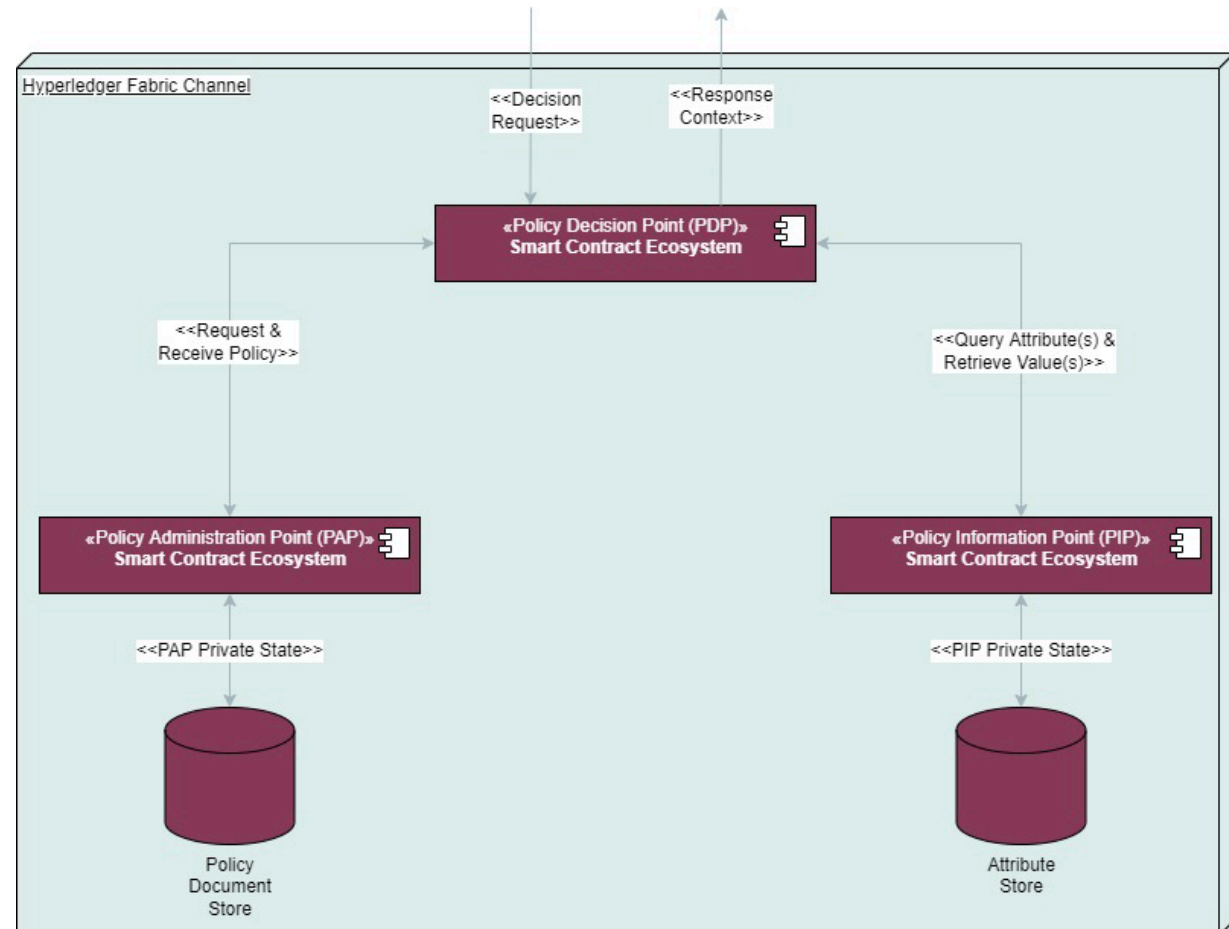 Hyperledger Fabric Channel
<<Decision
Request>>
<<Response
Context>>
«Policy Decision Point (PDP)»
Smart Contract Ecosystem
<<Request &
Receive Policy>>
<<Query Attribute(s) &
Retrieve Value(s)>>
«Policy Administration Point (PAP)»
Smart Contract Ecosystem
«Policy Information Point (PIP)»
Smart Contract Ecosystem
<<PAP Private State>>
<<PIP Private State>>
Policy
Document
Store
Attribute
Store